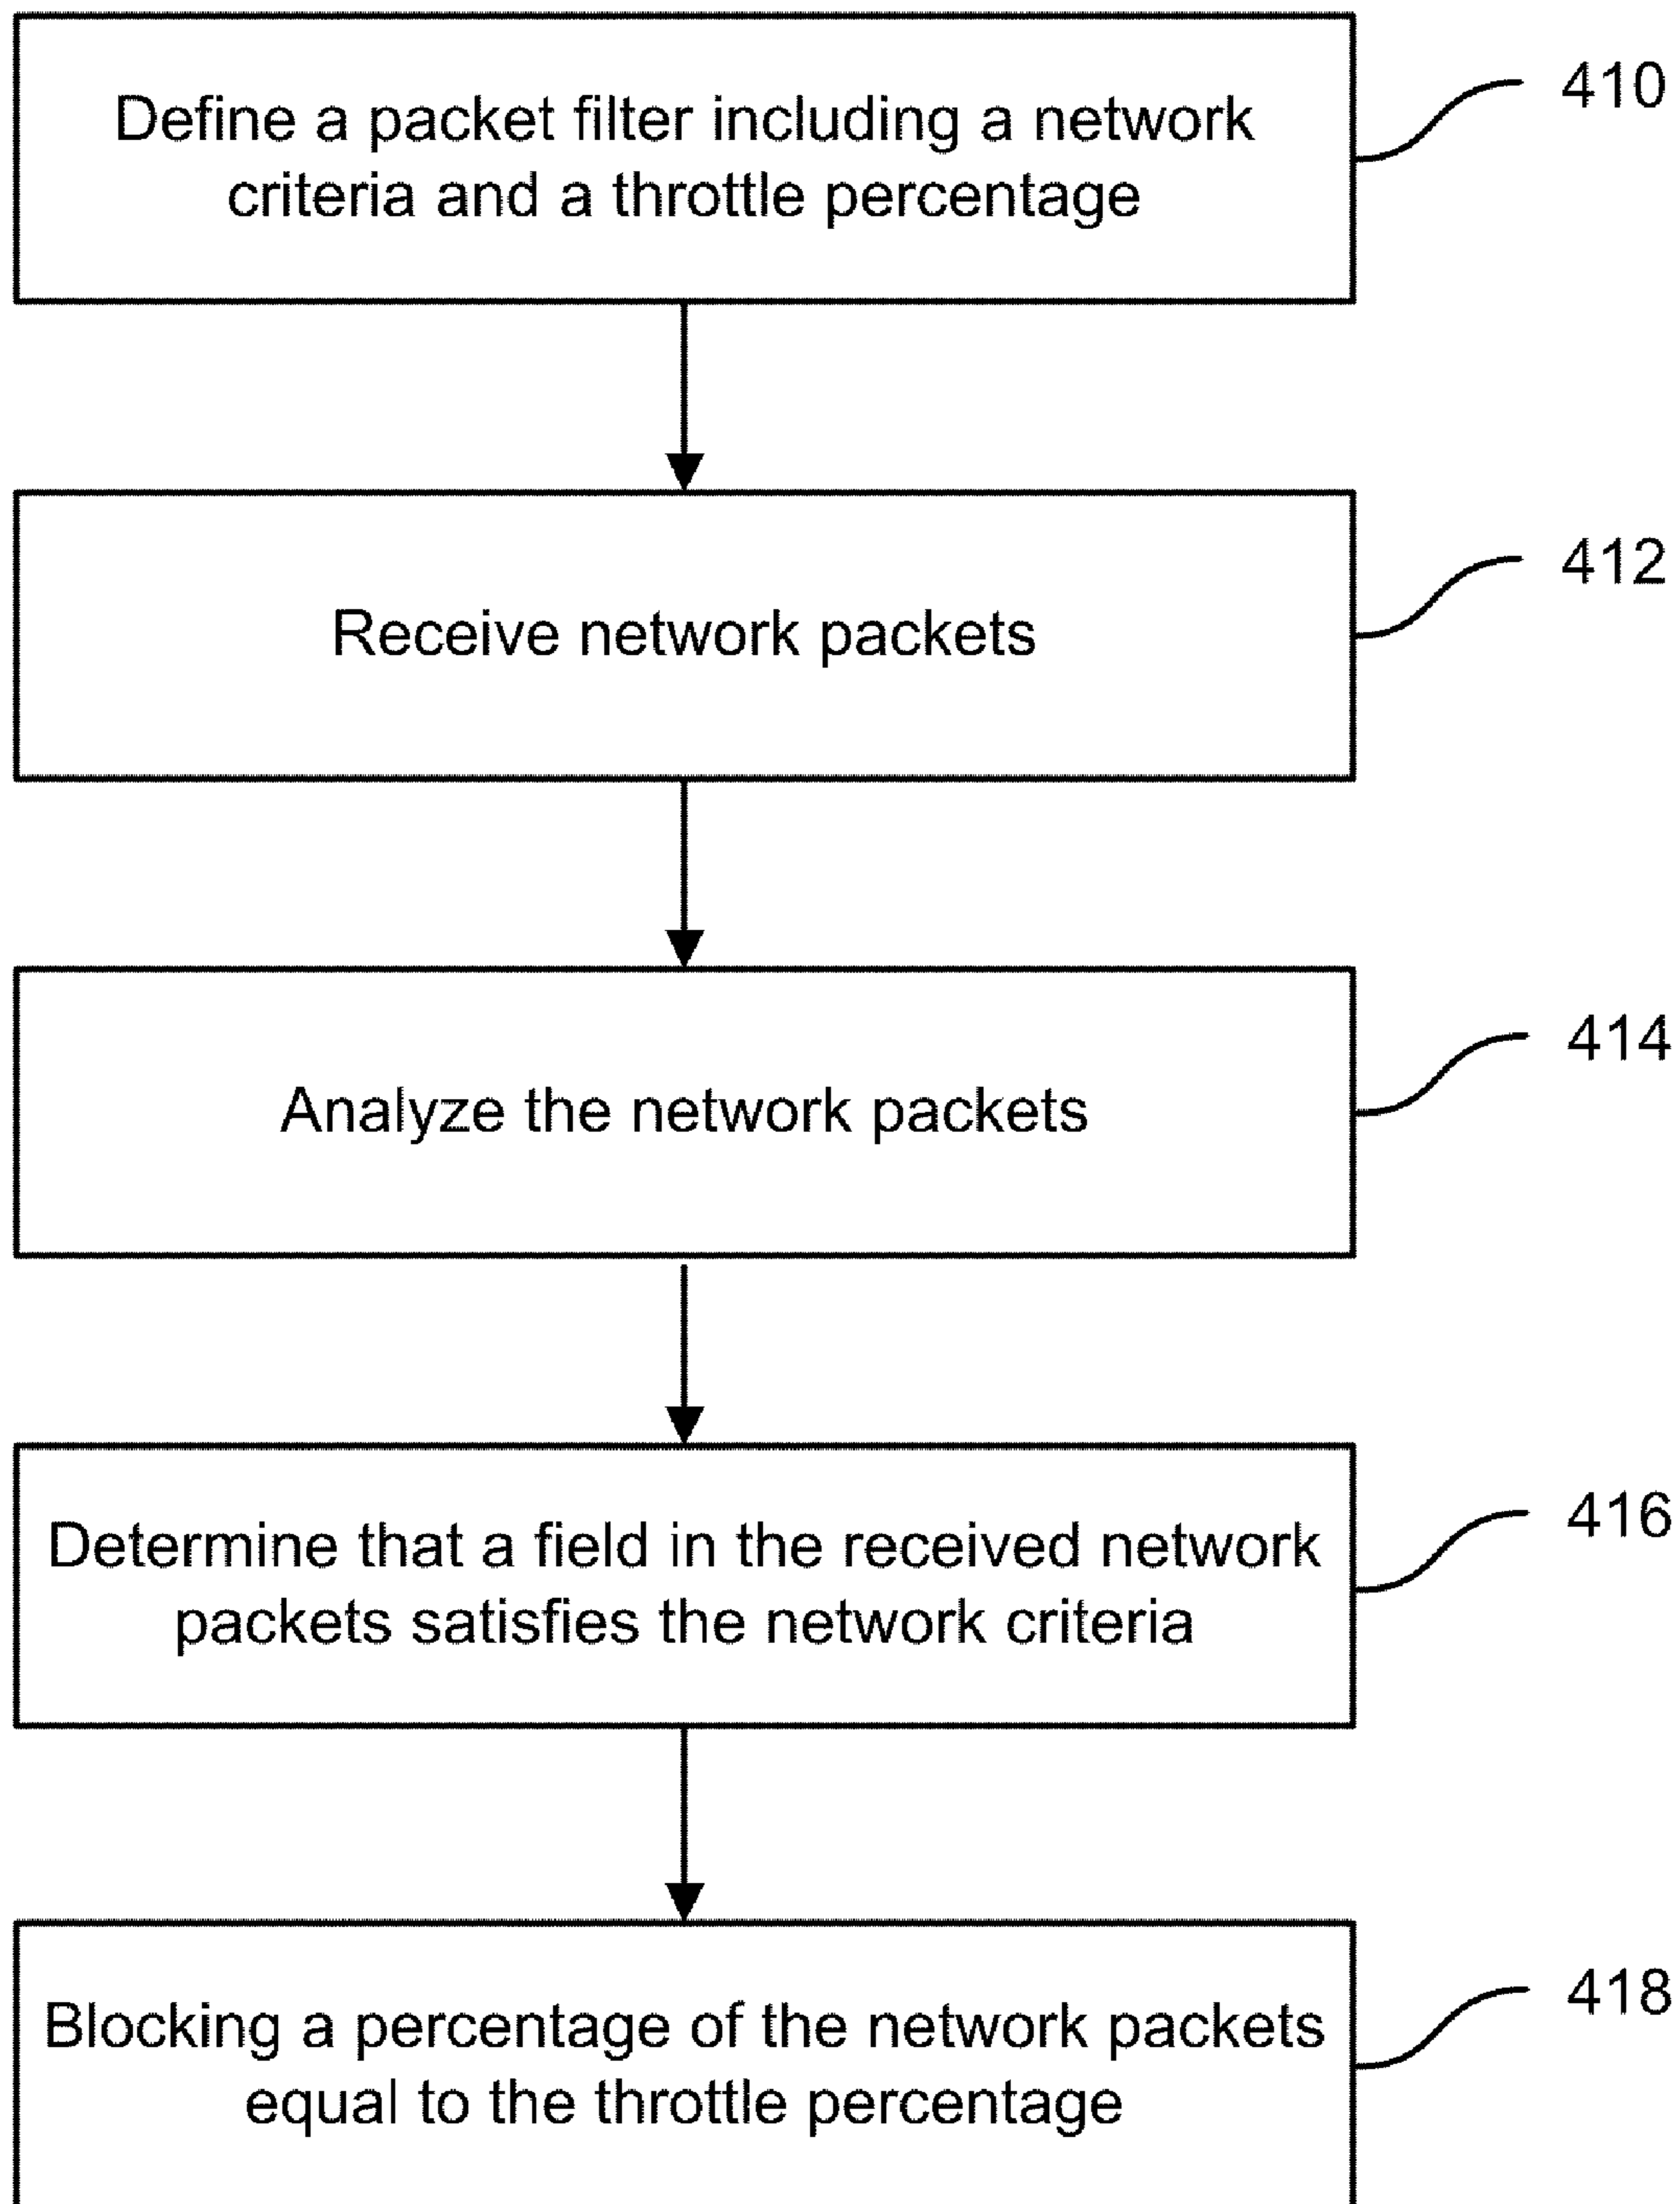 Define a packet filter including a network
criteria and a throttle percentage
410
Receive network packets
412
Analyze the network packets
414
Determine that a field in the received network
packets satisfies the network criteria
416
Blocking a percentage of the network packets
equal to the throttle percentage
418